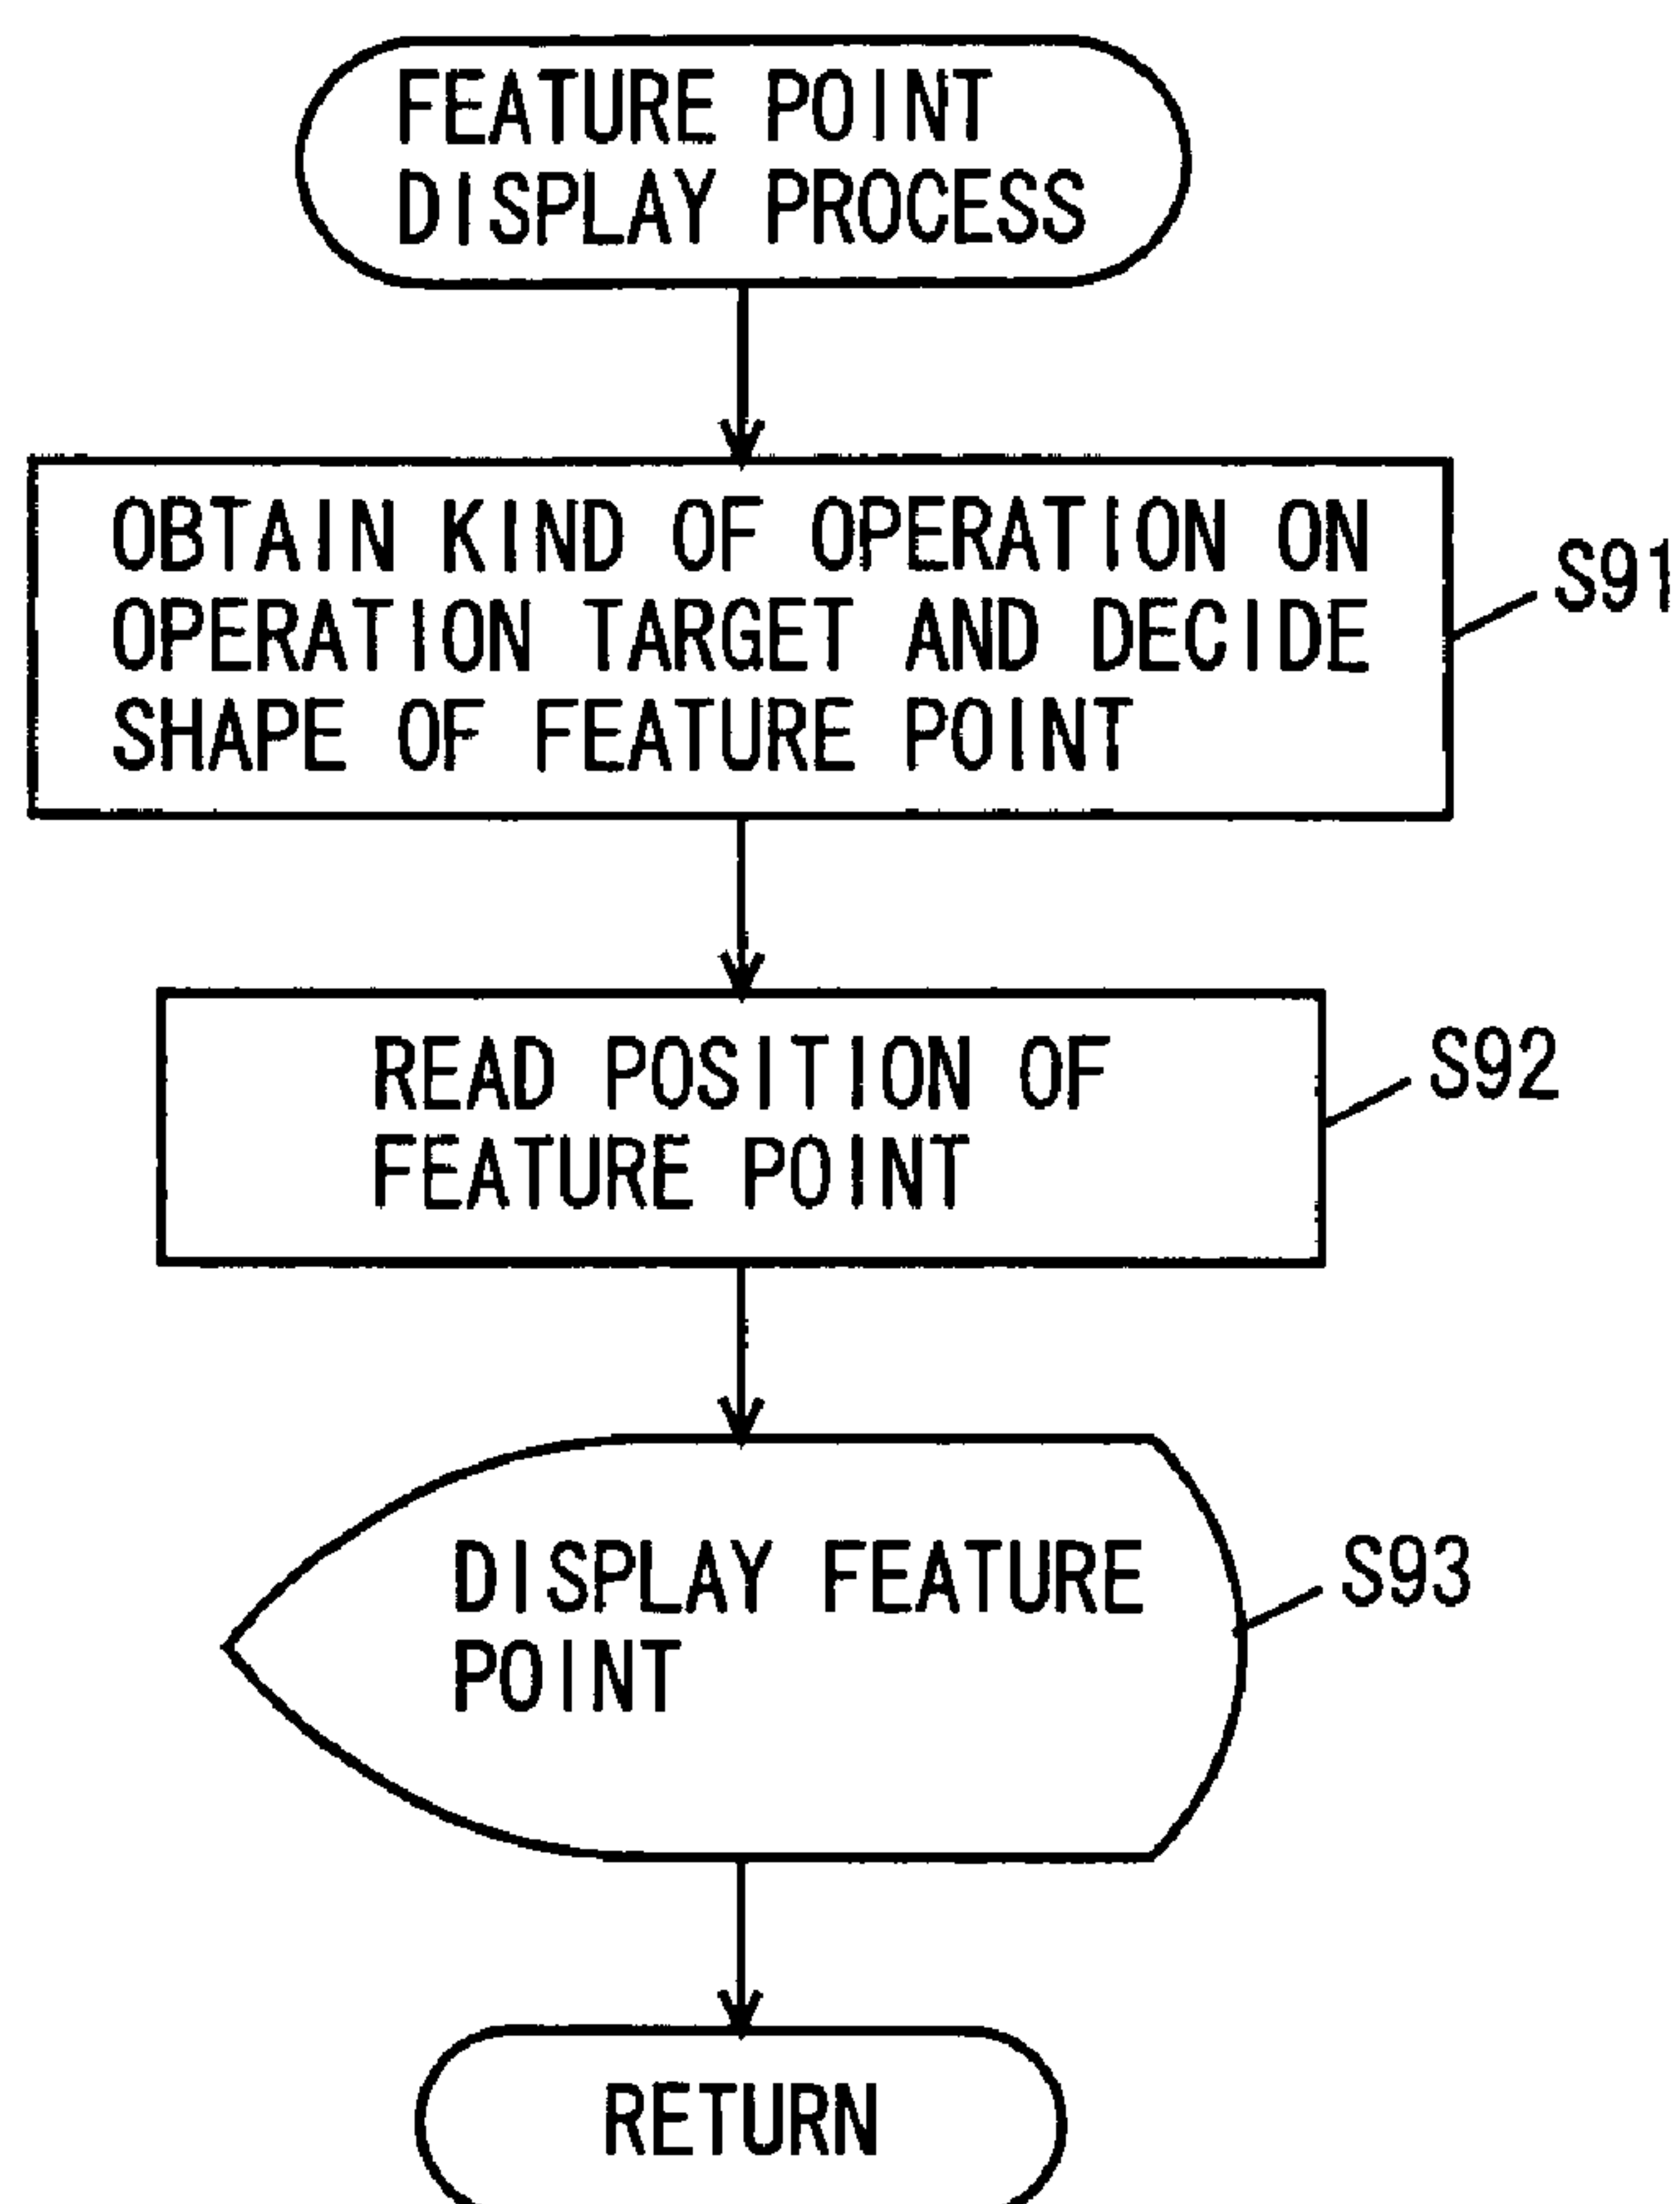 FEATURE POINT
DISPLAY PROCESS
OBTAIN KIND OF OPERATION ON
OPERATION TARGET AND DECIDE
SHAPE OF FEATURE POINT
S91
READ POSITION OF
FEATURE POINT
S92
DISPLAY FEATURE
POINT
S93
RETURN